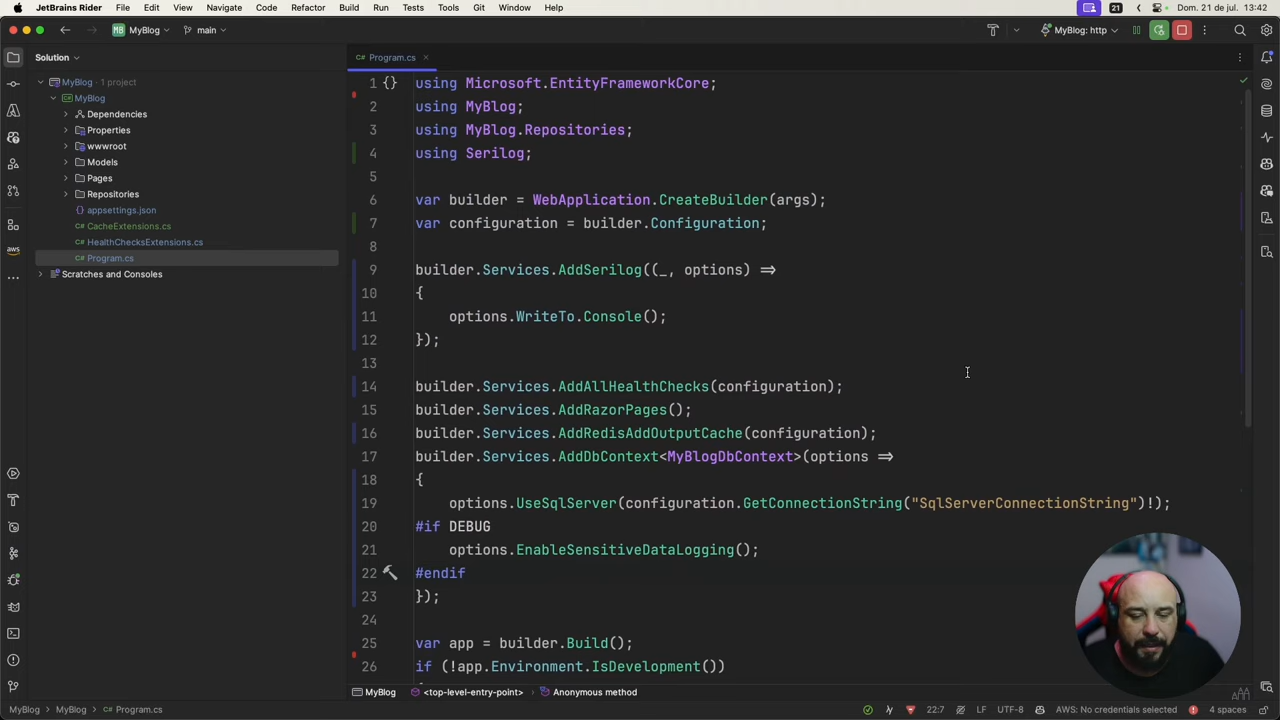 JetBrains Rider File Edit View Navigate Code Refactor Build Run Tests Tools Git Window Help 21 Dom. 21 de jul. 13:42
MB MyBlog main MyBlog: http
Solution Program.cs
MyBlog · 1 project
MyBlog
Dependencies
Properties
wwwroot
Models
Pages
Repositories
appsettings.json
CacheExtensions.cs
HealthChecksExtensions.cs
Program.cs
Scratches and Consoles
aws
1 {} using Microsoft.EntityFrameworkCore;
2 using MyBlog;
3 using MyBlog.Repositories;
4 using Serilog;
5
6 var builder = WebApplication.CreateBuilder(args);
7 var configuration = builder.Configuration;
8
9 builder.Services.AddSerilog((_, options) =>
10 {
11 options.WriteTo.Console();
12 });
13
14 builder.Services.AddAllHealthChecks(configuration);
15 builder.Services.AddRazorPages();
16 builder.Services.AddRedisAddOutputCache(configuration);
17 builder.Services.AddDbContext<MyBlogDbContext>(options =>
18 {
19 options.UseSqlServer(configuration.GetConnectionString("SqlServerConnectionString")!);
20 #if DEBUG
21 options.EnableSensitiveDataLogging();
22 #endif
23 });
24
25 var app = builder.Build();
26 if (!app.Environment.IsDevelopment())
MyBlog <top-level-entry-point> Anonymous method
MyBlog MyBlog Program.cs 22:7 LF UTF-8 AWS: No credentials selected 4 spaces